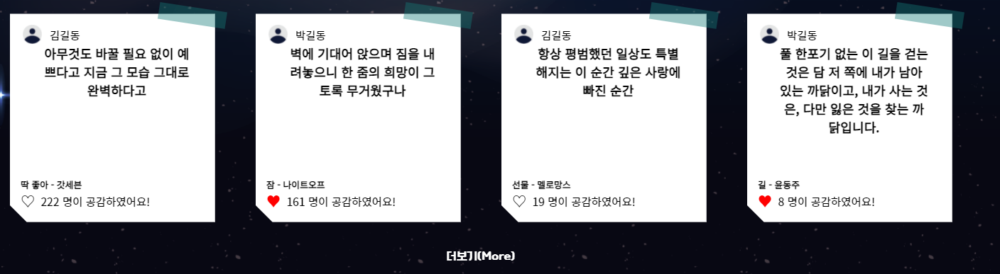 김길동
아무것도 바꿀 필요 없이 예
쁘다고 지금 그 모습 그대로
완벽하다고
딱 좋아 - 갓세븐
222 명이 공감하였어요!
박길동
벽에 기대어 앉으며 짐을 내
려놓으니 한 줌의 희망이 그
토록 무거웠구나
잠 - 나이트오프
161 명이 공감하였어요!
김길동
항상 평범했던 일상도 특별
해지는 이 순간 깊은 사랑에
빠진 순간
선물 - 멜로망스
19 명이 공감하였어요!
박길동
풀 한포기 없는 이 길을 걷는
것은 담 저 쪽에 내가 남아
있는 까닭이고, 내가 사는 것
은, 다만 잃은 것을 찾는 까
닭입니다.
길 - 윤동주
8 명이 공감하였어요!
더보기(More)